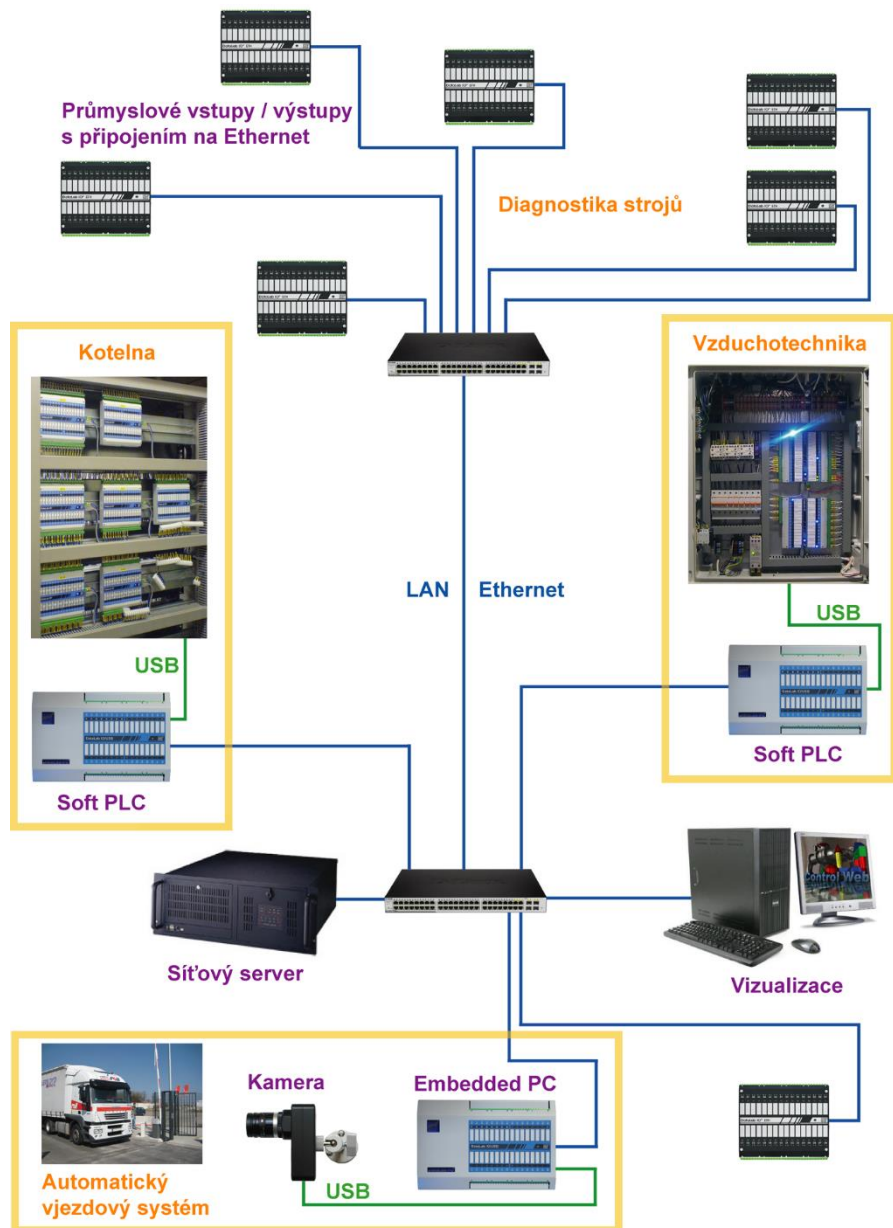 Průmyslové vstupy / výstupy
s připojením na Ethernet
Diagnostika strojů
Kotelna
Vzduchotechnika
LAN
Ethernet
USB
USB
Soft PLC
Soft PLC
Síťový server
Vizualizace
Control Web
Kamera
Embedded PC
Automatický
vjezdový systém
USB